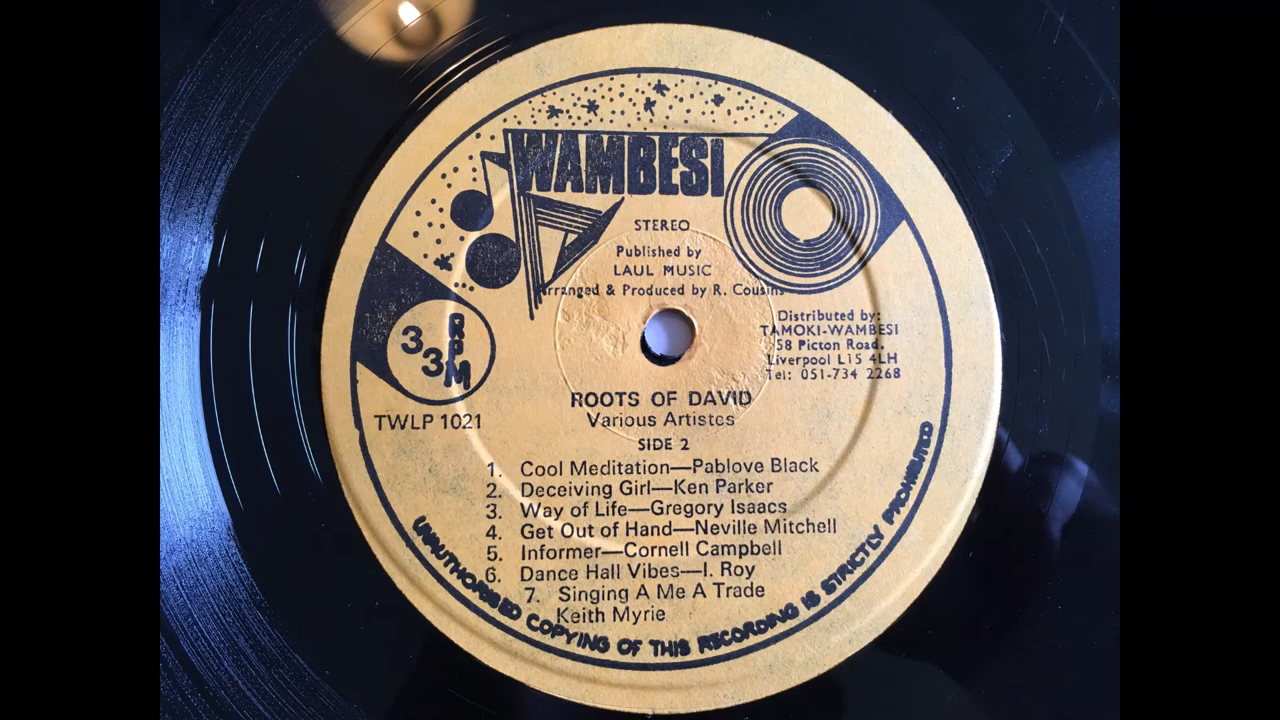 WAMBESI
STEREO
Published by
LAUL MUSIC
Arranged & Produced by R. Cousins
Distributed by:
TAMOKI-WAMBESI
58 Picton Road.
Liverpool L15 4LH
Tel: 051-734 2268
33 RPM
TWLP 1021
ROOTS OF DAVID
Various Artistes
SIDE 2
1. Cool Meditation—Pablove Black
2. Deceiving Girl—Ken Parker
3. Way of Life—Gregory Isaacs
4. Get Out of Hand—Neville Mitchell
5. Informer—Cornell Campbell
6. Dance Hall Vibes—I. Roy
7. Singing A Me A Trade
Keith Myrie
UNAUTHORISED COPYING OF THIS RECORDING IS STRICTLY PROHIBITED